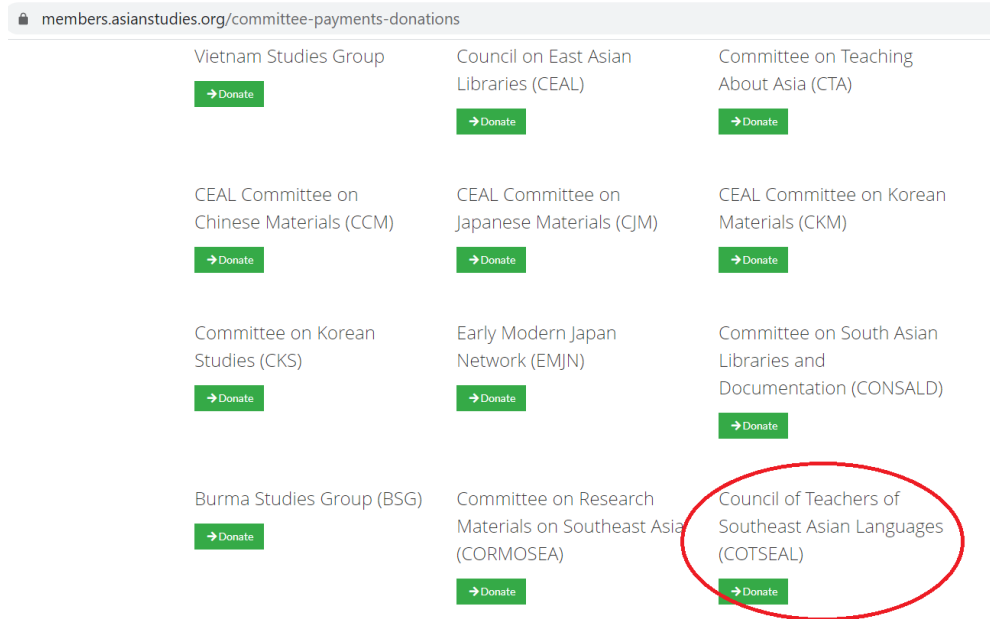 members.asianstudies.org/committee-payments-donations
Vietnam Studies Group
→Donate
Council on East Asian
Libraries (CEAL)
→Donate
Committee on Teaching
About Asia (CTA)
→Donate
CEAL Committee on
Chinese Materials (CCM)
→Donate
CEAL Committee on
Japanese Materials (CJM)
→Donate
CEAL Committee on Korean
Materials (CKM)
→Donate
Committee on Korean
Studies (CKS)
→Donate
Early Modern Japan
Network (EMJN)
→Donate
Committee on South Asian
Libraries and
Documentation (CONSALD)
→Donate
Burma Studies Group (BSG)
→Donate
Committee on Research
Materials on Southeast Asia
(CORMOSEA)
→Donate
Council of Teachers of
Southeast Asian Languages
(COTSEAL)
→Donate